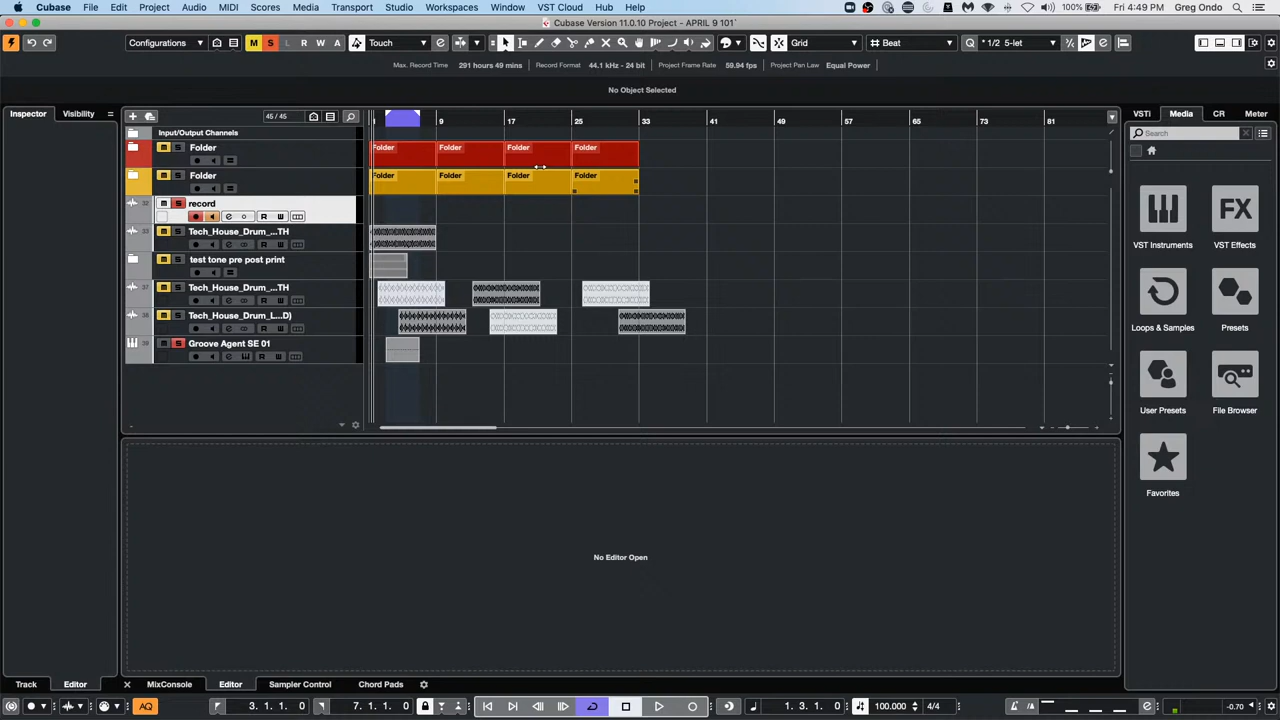 Cubase File Edit Project Audio MIDI Scores Media Transport Studio Workspaces Window VST Cloud Hub Help 100% Fri 4:49 PM Greg Ondo
Cubase Version 11.0.10 Project - APRIL 9 101`
Configurations M S L R W A Touch Grid Beat Q * 1/2 5-let
Max. Record Time 291 hours 49 mins Record Format 44.1 kHz - 24 bit Project Frame Rate 59.94 fps Project Pan Law Equal Power
No Object Selected
Inspector Visibility 45 / 45 1 9 17 25 33 41 49 57 65 73 81 VSTi Media CR Meter
Input/Output Channels Search
Folder Folder Folder Folder Folder
Folder Folder Folder Folder Folder
32 record
33 Tech_House_Drum_...TH
test tone pre post print
37 Tech_House_Drum_...TH
38 Tech_House_Drum_L...D)
39 Groove Agent SE 01
VST Instruments VST Effects
Loops & Samples Presets
User Presets File Browser
Favorites
No Editor Open
Track Editor MixConsole Editor Sampler Control Chord Pads
AQ 3. 1. 1. 0 7. 1. 1. 0 1. 3. 1. 0 100.000 4/4 -0.70